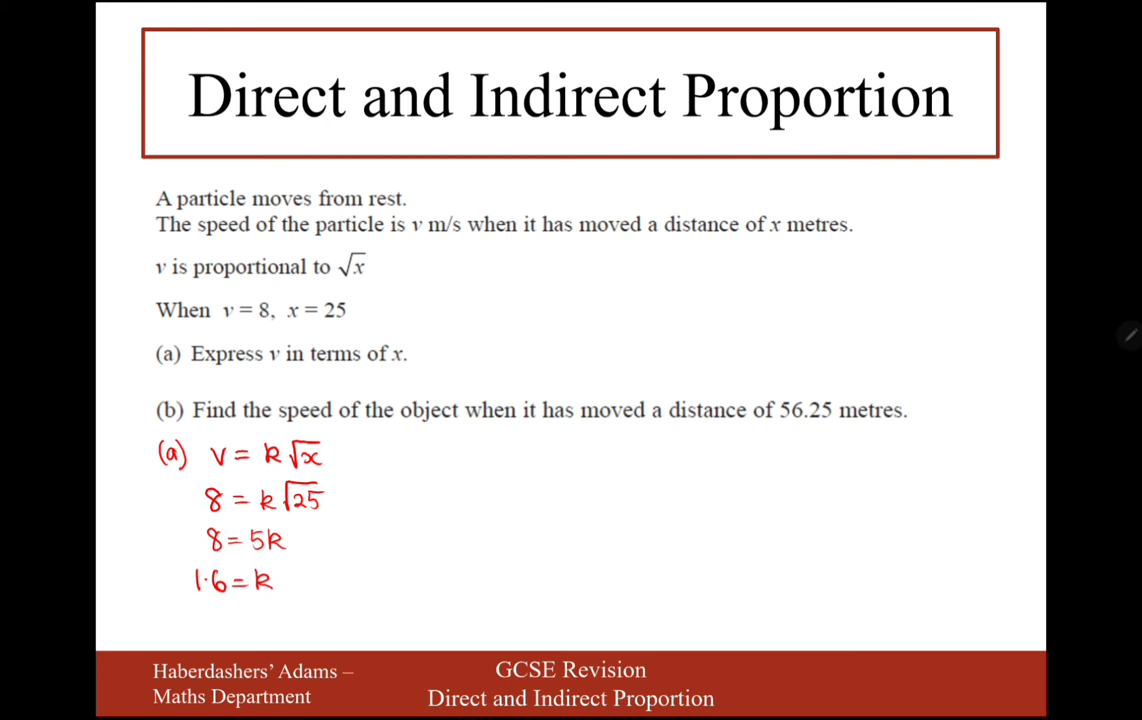 Direct and Indirect Proportion
A particle moves from rest.
The speed of the particle is v m/s when it has moved a distance of x metres.
v is proportional to √x
When v = 8, x = 25
(a) Express v in terms of x.
(b) Find the speed of the object when it has moved a distance of 56.25 metres.
(a) v = k√x
8 = k√25
8 = 5k
1·6 = k
Haberdashers' Adams –
Maths Department
GCSE Revision
Direct and Indirect Proportion